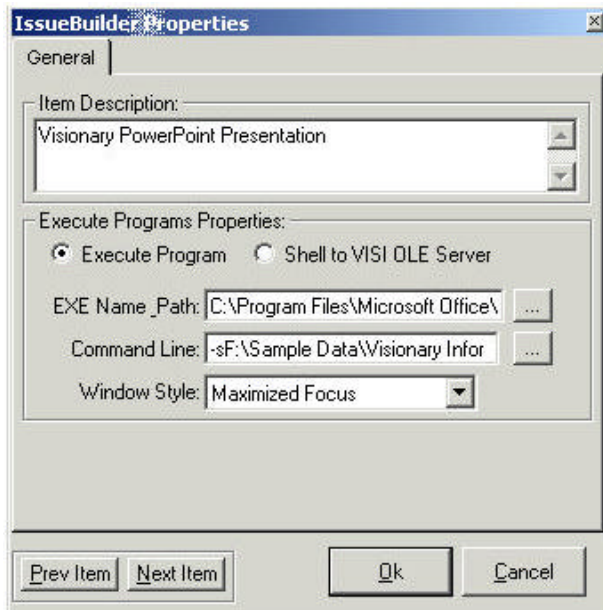 IssueBuilder Properties
General
Item Description:
Visionary PowerPoint Presentation
Execute Programs Properties:
Execute Program Shell to VISI OLE Server
EXE Name_Path: C:\Program Files\Microsoft Office\ ...
Command Line: -sF:\Sample Data\Visionary Infor ...
Window Style: Maximized Focus
Prev Item Next Item Ok Cancel